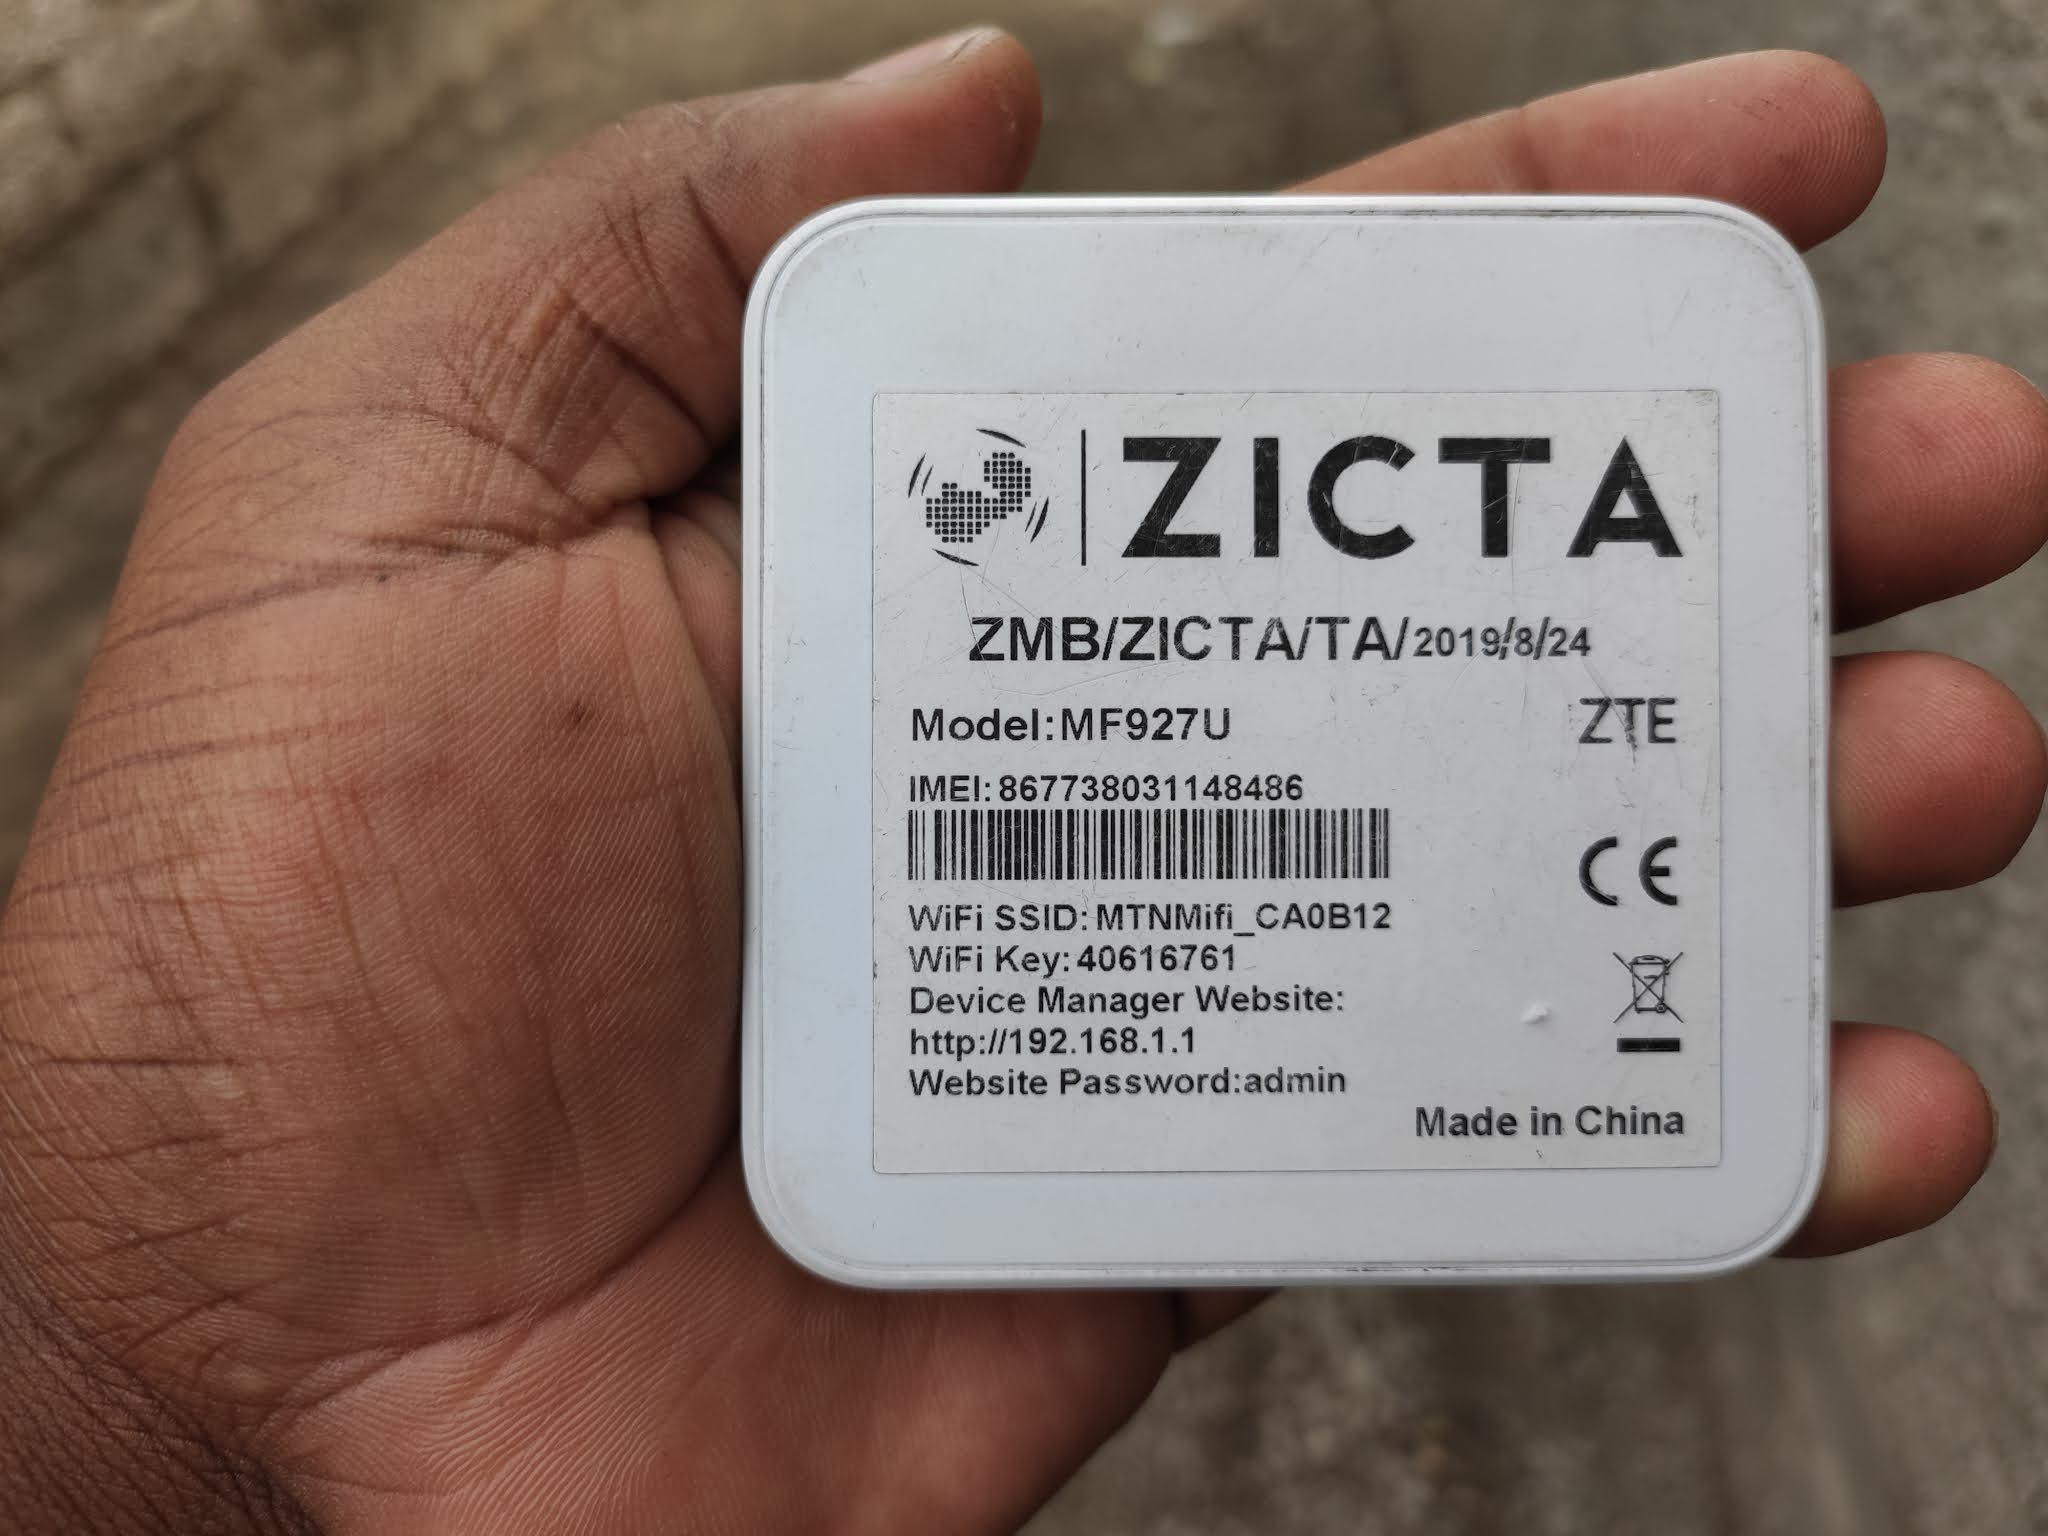 ZICTA
ZMB/ZICTA/TA/2019/8/24
Model:MF927U
ZTE
IMEI: 867738031148486
CE
WiFi SSID: MTNMifi_CA0B12
WiFi Key: 40616761
Device Manager Website:
http://192.168.1.1
Website Password:admin
Made in China